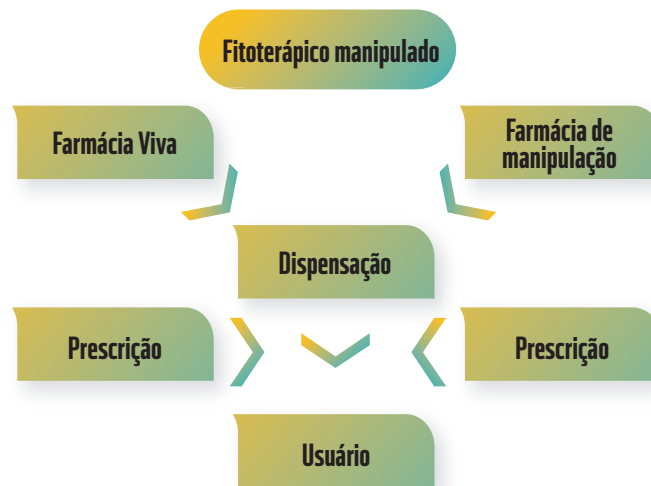 Fitoterápico manipulado
Farmácia Viva
Farmácia de
manipulação
Dispensação
Prescrição
Prescrição
Usuário